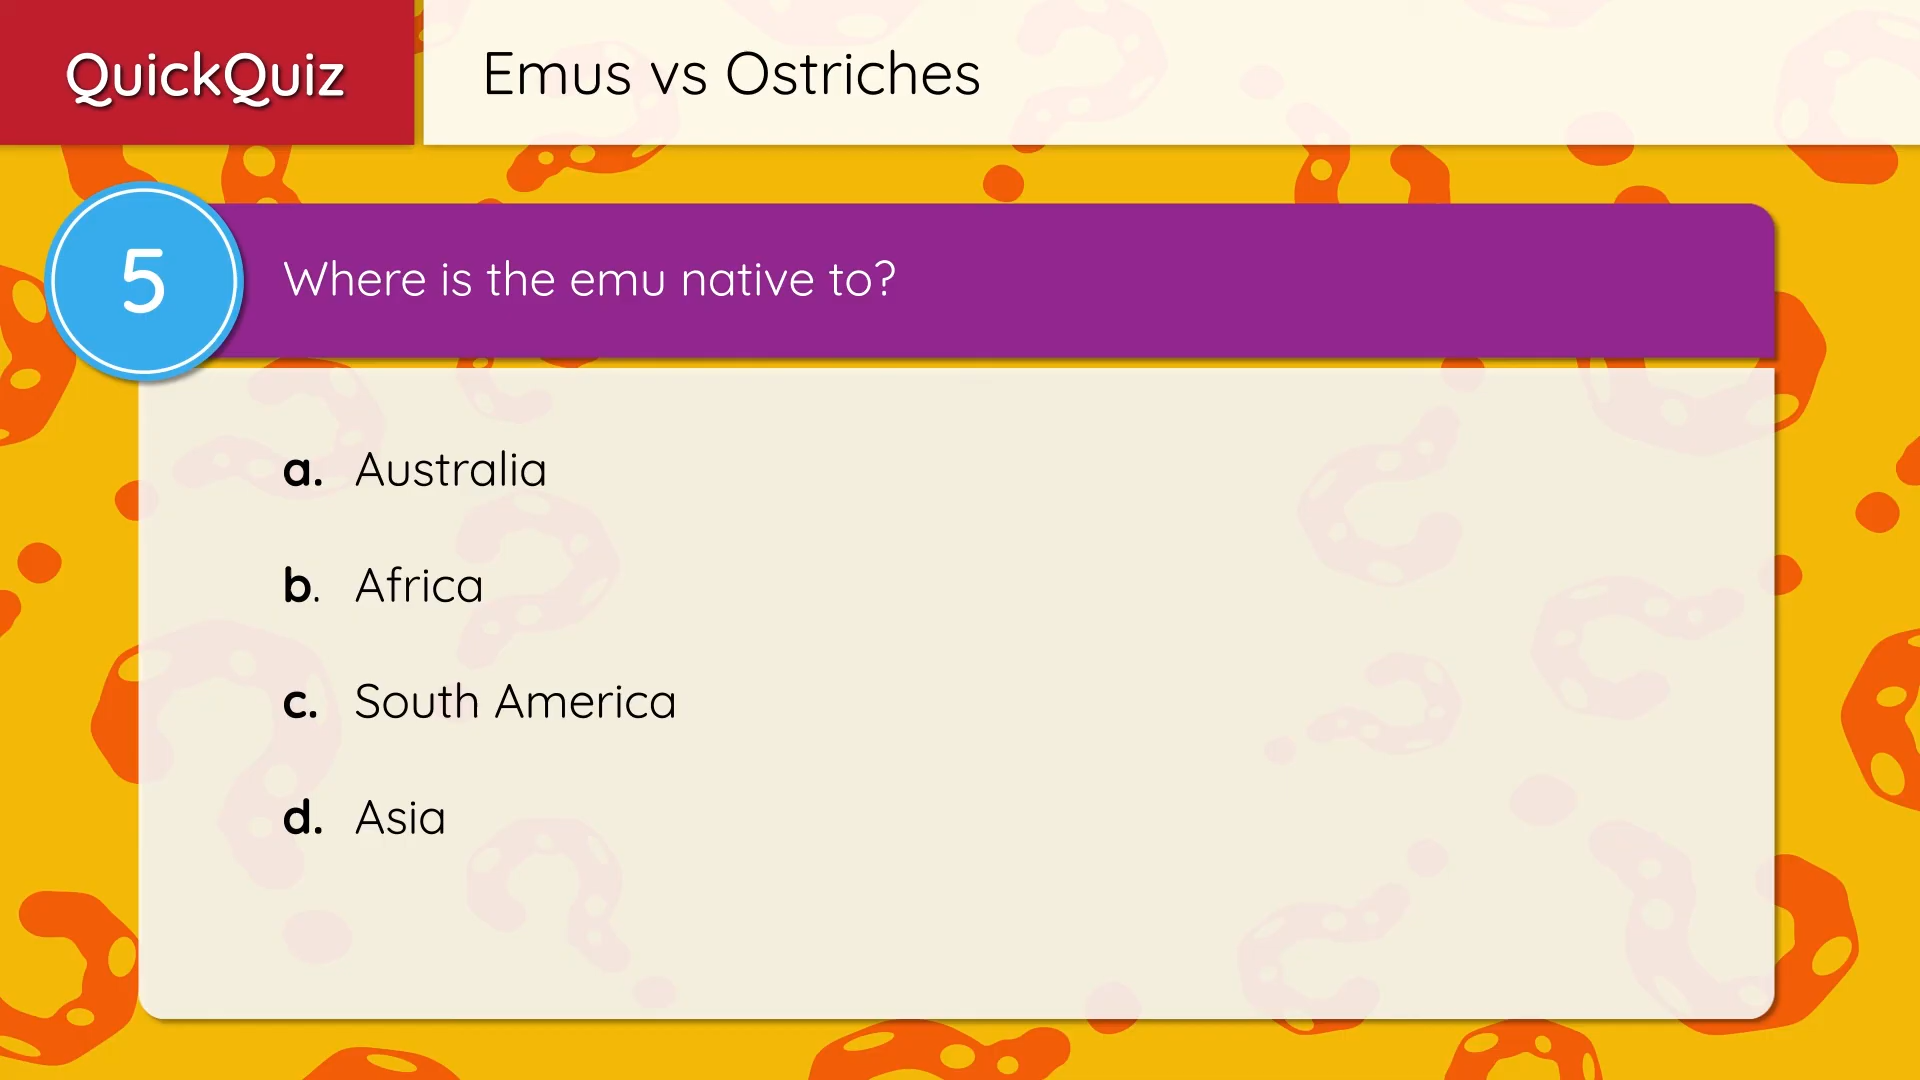 QuickQuiz
Emus vs Ostriches
5
Where is the emu native to?
a. Australia
b. Africa
c. South America
d. Asia